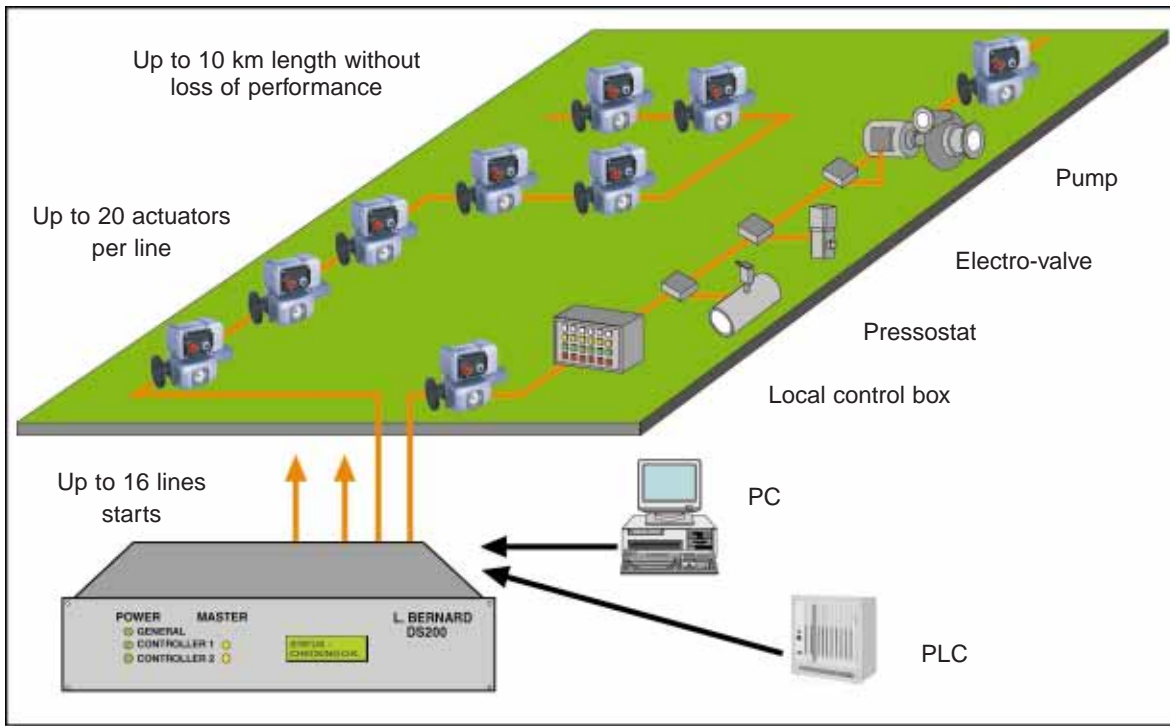 Up to 10 km length without
loss of performance
Up to 20 actuators
per line
Pump
Electro-valve
Pressostat
Local control box
Up to 16 lines
starts
PC
PLC
POWER MASTER
GENERAL
CONTROLLER 1
CONTROLLER 2
L. BERNARD
DS200
STATUS -